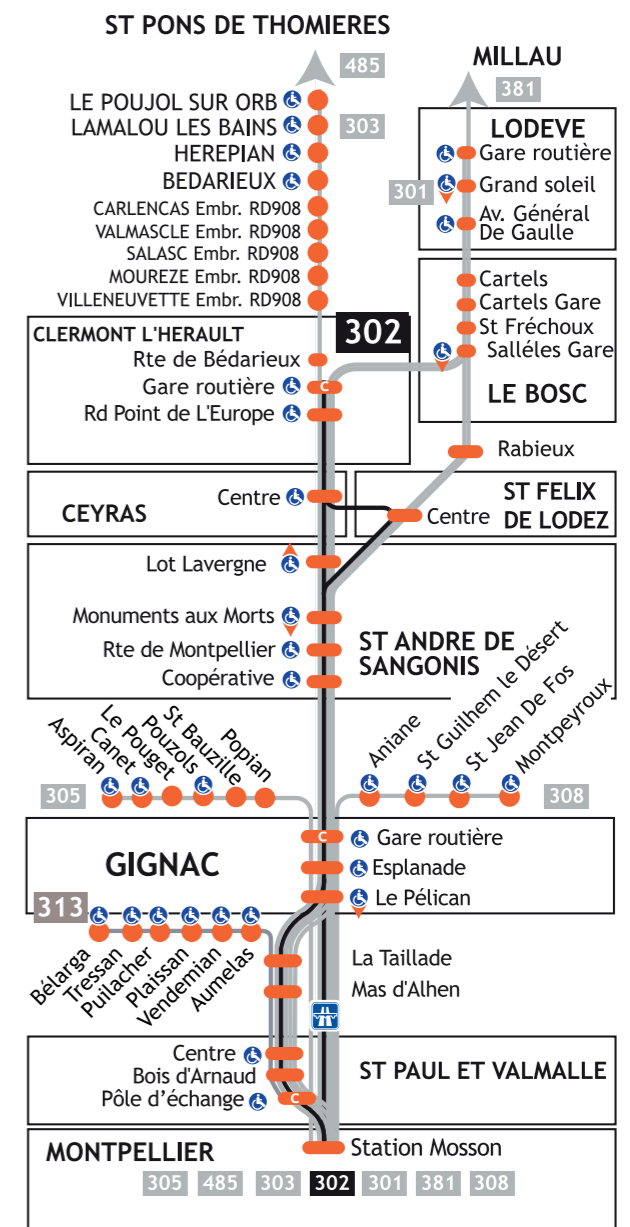 ST PONS DE THOMIERES
485
MILLAU
381
LE POUJOL SUR ORB
LAMALOU LES BAINS
303
HEREPIAN
BEDARIEUX
CARLENCAS Embr. RD908
VALMASCLE Embr. RD908
SALASC Embr. RD908
MOUREZE Embr. RD908
VILLENEUVETTE Embr. RD908
LODEVE
Gare routière
301
Grand soleil
Av. Général
De Gaulle
Cartels
Cartels Gare
St Fréchoux
Salléles Gare
LE BOSC
302
CLERMONT L'HERAULT
Rte de Bédarieux
Gare routière
C
Rd Point de L'Europe
Rabieux
CEYRAS
Centre
ST FELIX
DE LODEZ
Centre
Lot Lavergne
Monuments aux Morts
Rte de Montpellier
Coopérative
ST ANDRE DE
SANGONIS
305
Aspiran
Canet
Le Pouget
Pouzols
St Bauzille
Popian
Aniane
St Guilhem le Désert
St Jean De Fos
Montpeyroux
308
GIGNAC
C
Gare routière
Esplanade
Le Pélican
313
Bélarga
Tressan
Puilacher
Plaissan
Vendemian
Aumelas
La Taillade
Mas d'Alhen
Centre
Bois d'Arnaud
Pôle d'échange
C
ST PAUL ET VALMALLE
MONTPELLIER
Station Mosson
305 485 303 302 301 381 308